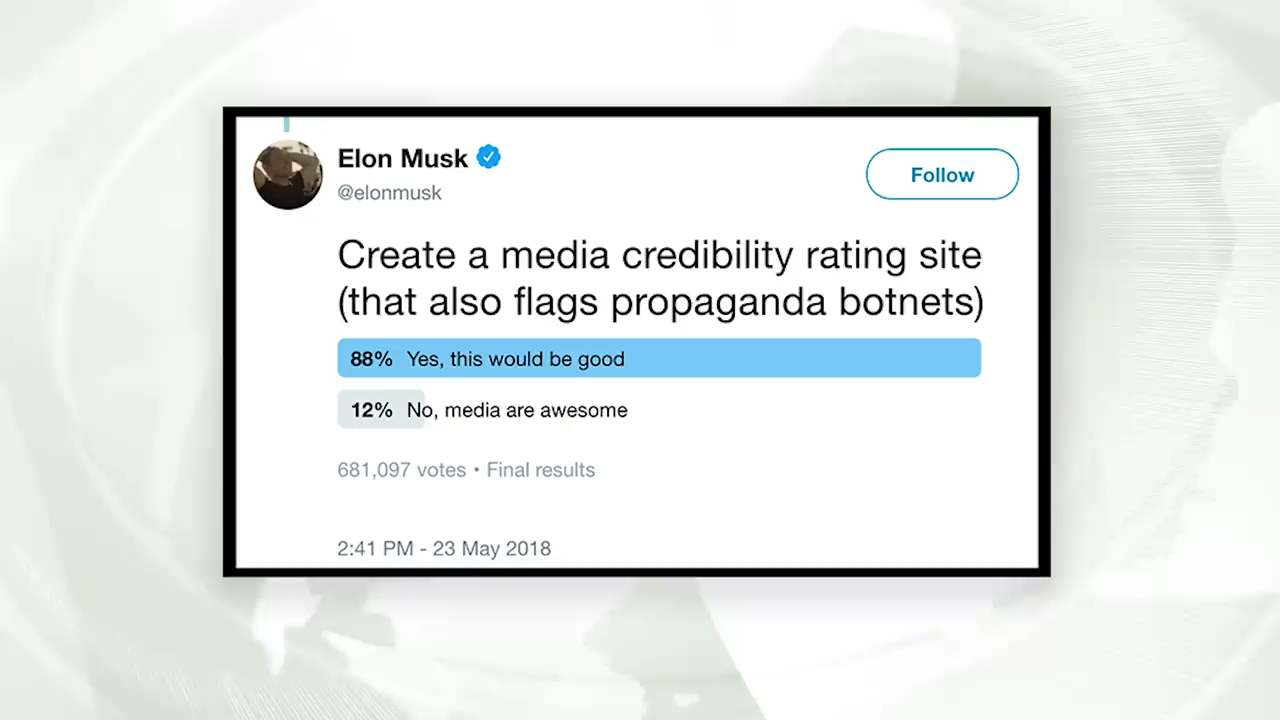 Elon Musk
@elonmusk
Follow
Create a media credibility rating site
(that also flags propaganda botnets)
88% Yes, this would be good
12% No, media are awesome
681,097 votes • Final results
2:41 PM - 23 May 2018